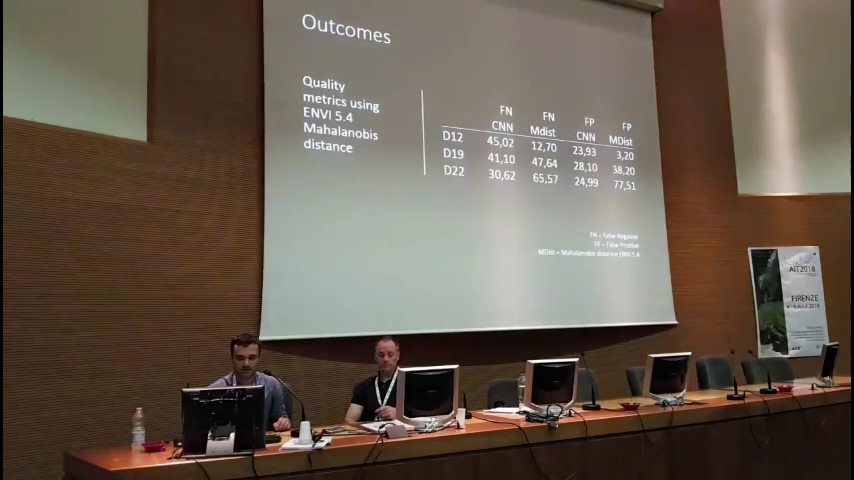 Outcomes
Quality
metrics using
ENVI 5.4
Mahalanobis
distance
FN FN FP FP
CNN Mdist CNN MDist
D12 45,02 12,70 23,93 3,20
D19 41,10 47,64 28,10 38,20
D22 30,62 65,57 24,99 77,51
FN = False Negative
FP = False Positive
MDist = Mahalanobis distance ENVI 5.4
AIT2018
FIRENZE
JULY 2018